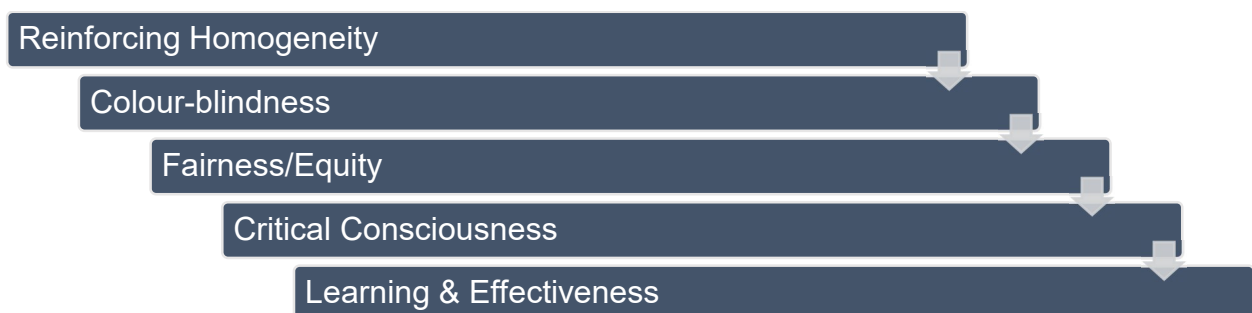 Reinforcing Homogeneity
Colour-blindness
Fairness/Equity
Critical Consciousness
Learning & Effectiveness